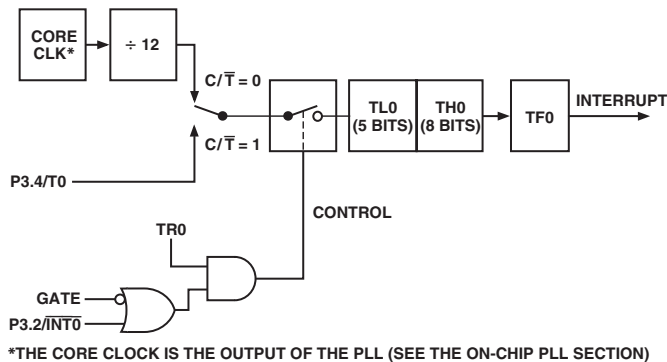 CORE
CLK*
÷ 12
C/T̅ = 0
C/T̅ = 1
TL0
(5 BITS)
TH0
(8 BITS)
TF0
INTERRUPT
P3.4/T0
CONTROL
TR0
GATE
P3.2/I̅N̅T̅0̅
*THE CORE CLOCK IS THE OUTPUT OF THE PLL (SEE THE ON-CHIP PLL SECTION)